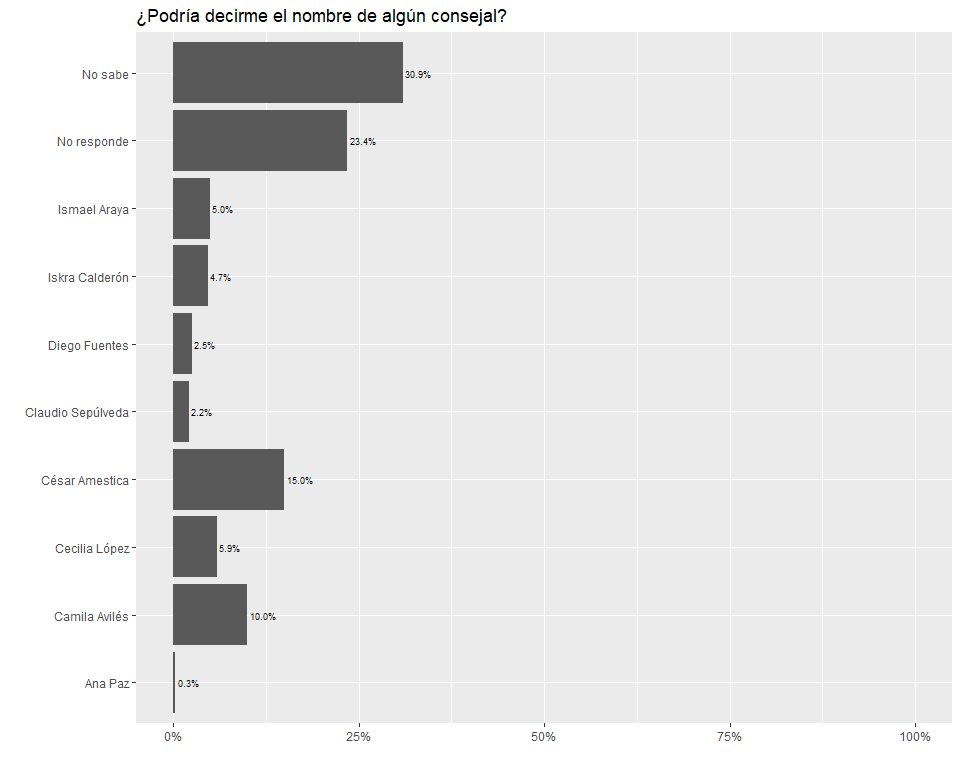 ¿Podría decirme el nombre de algún consejal?
No sabe 30.9%
No responde 23.4%
Ismael Araya 5.0%
Iskra Calderón 4.7%
Diego Fuentes 2.5%
Claudio Sepúlveda 2.2%
César Amestica 15.0%
Cecilia López 5.9%
Camila Avilés 10.0%
Ana Paz 0.3%
0% 25% 50% 75% 100%